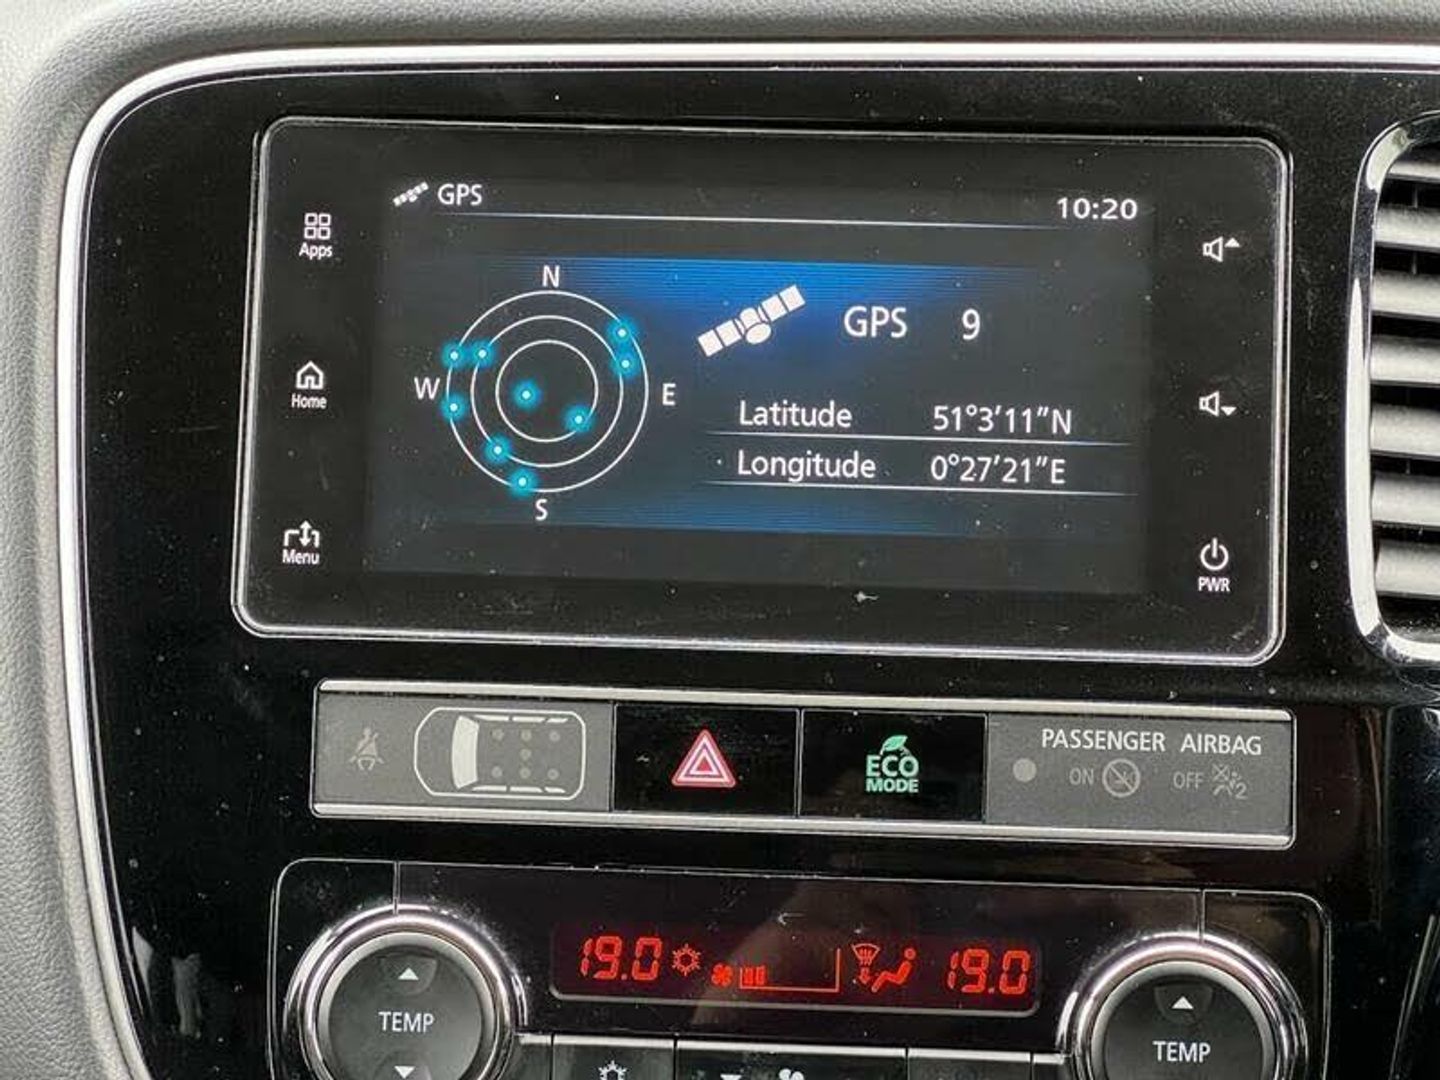 GPS
10:20
Apps
N
GPS 9
W
E
Home
Latitude 51°3'11"N
Longitude 0°27'21"E
S
Menu
PWR
PASSENGER AIRBAG
ECO
MODE
ON OFF 2
19.0 19.0
TEMP
TEMP